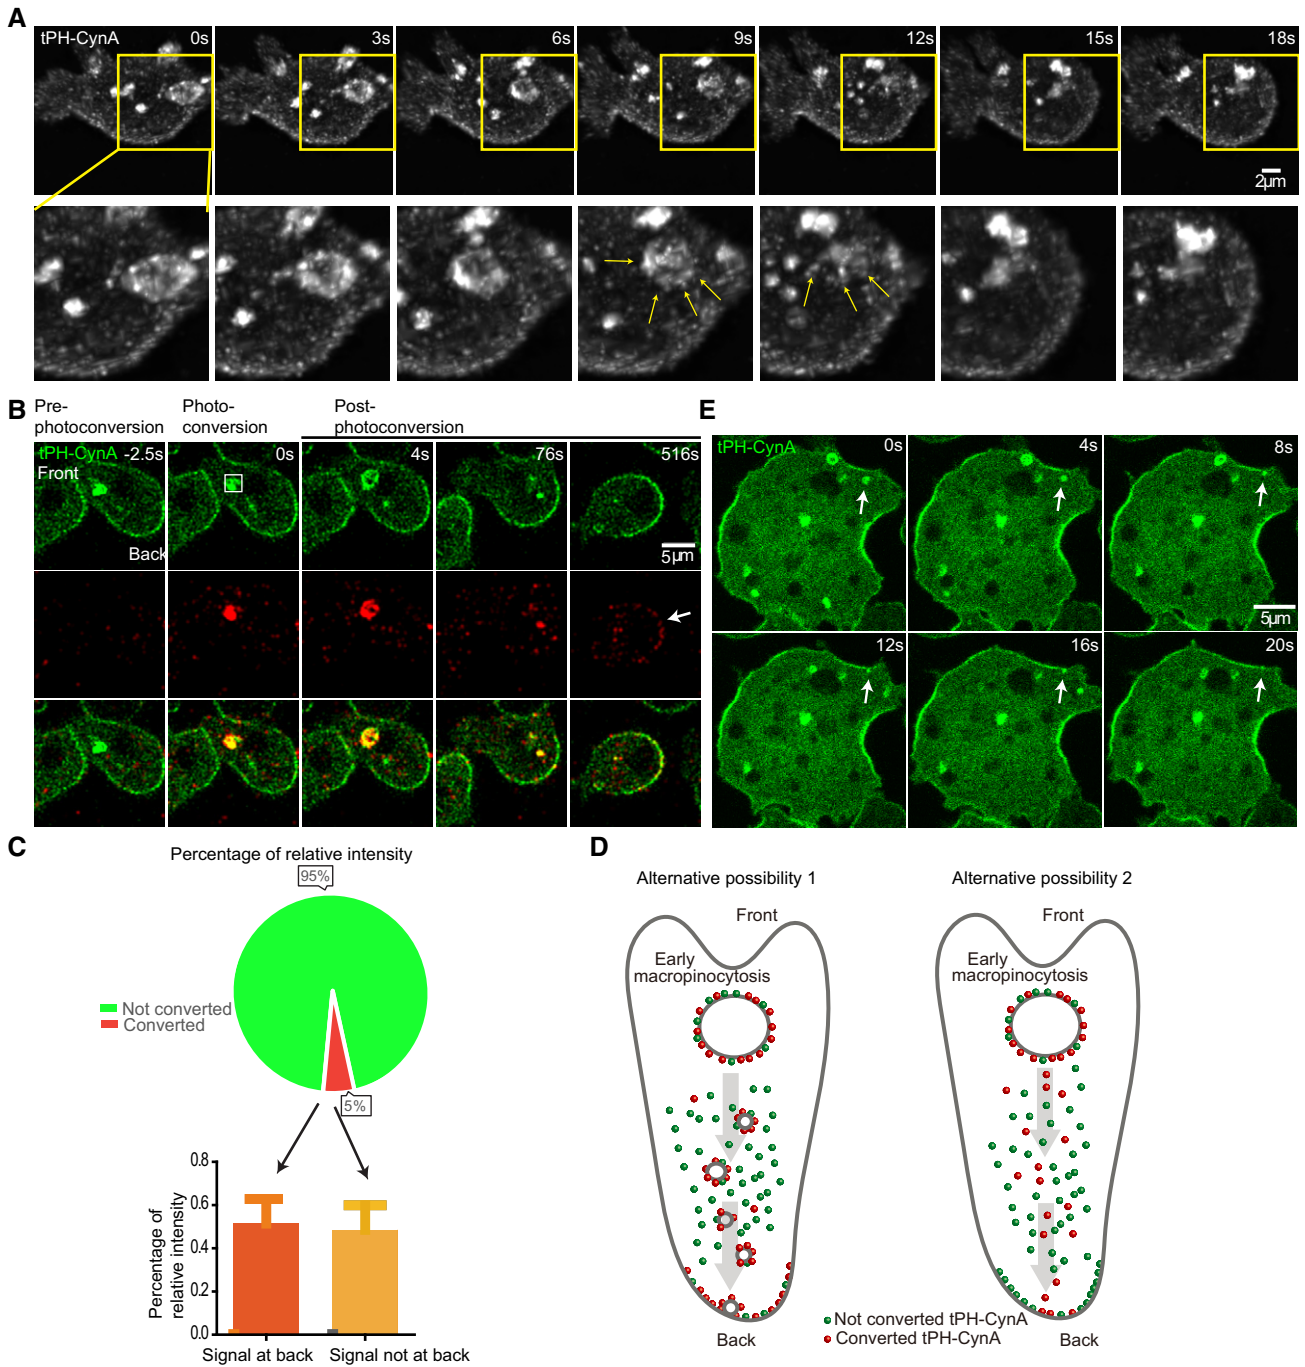 A
tPH-CynA 0s 3s 6s 9s 12s 15s 18s
2µm
B
Pre-photoconversion
Photo-conversion
Post-photoconversion
tPH-CynA -2.5s 0s 4s 76s 516s
Front
Back
5µm
E
tPH-CynA 0s 4s 8s
5µm
12s 16s 20s
C
Percentage of relative intensity
95%
Not converted
Converted
5%
Percentage of
relative intensity
0.8
0.6
0.4
0.2
0.0
Signal at back Signal not at back
D
Alternative possibility 1
Front
Early
macropinocytosis
Back
Alternative possibility 2
Front
Early
macropinocytosis
Back
Not converted tPH-CynA
Converted tPH-CynA